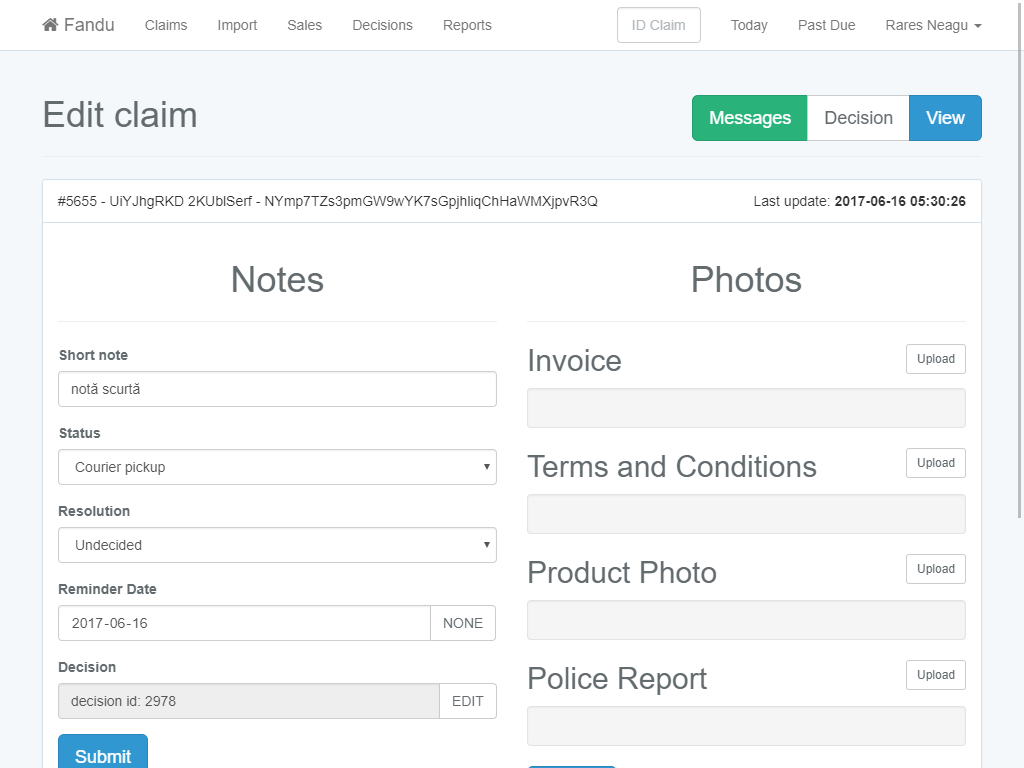 Fandu Claims Import Sales Decisions Reports ID Claim Today Past Due Rares Neagu
Edit claim
Messages Decision View
#5655 - UiYJhgRKD 2KUblSerf - NYmp7TZs3pmGW9wYK7sGpjhliqChHaWMXjpvR3Q Last update: 2017-06-16 05:30:26
Notes
Short note
notă scurtă
Status
Courier pickup
Resolution
Undecided
Reminder Date
2017-06-16 NONE
Decision
decision id: 2978 EDIT
Submit
Photos
Invoice Upload
Terms and Conditions Upload
Product Photo Upload
Police Report Upload